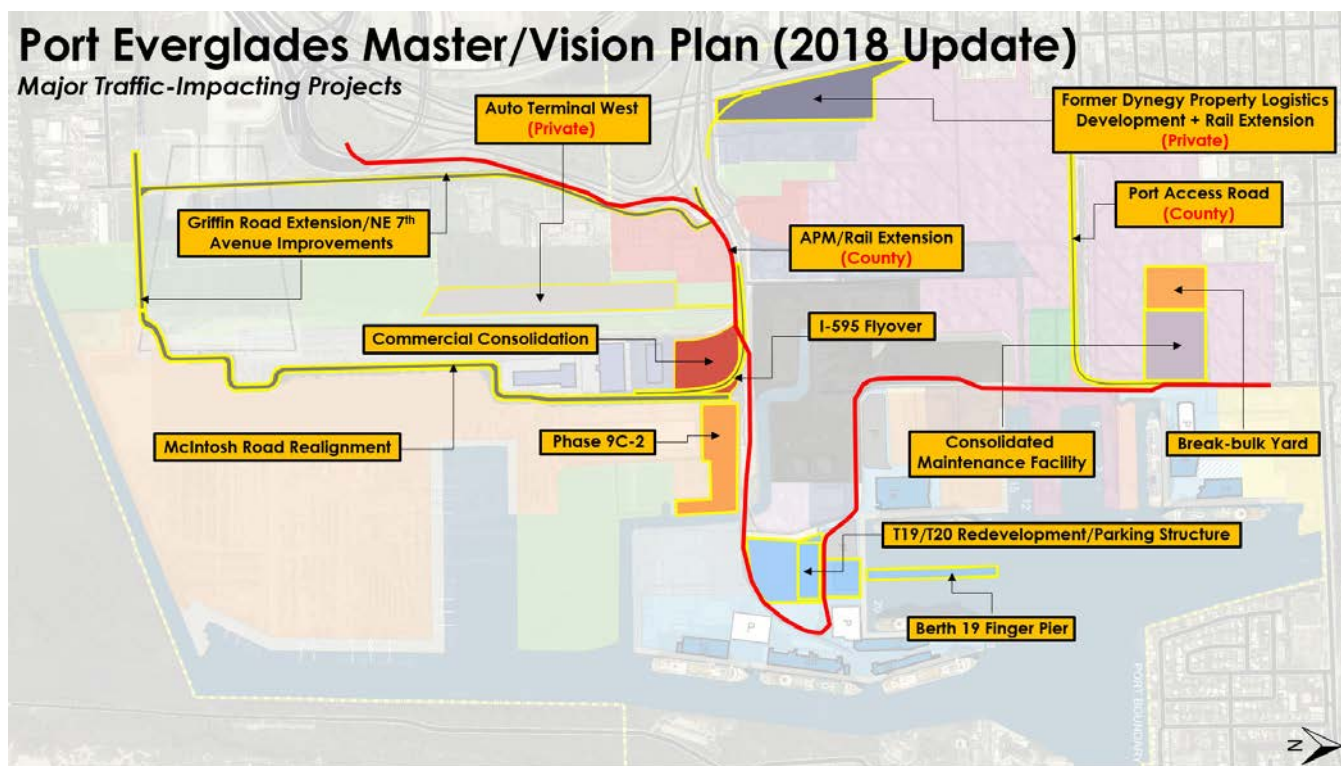 Port Everglades Master/Vision Plan (2018 Update)
Major Traffic-Impacting Projects
Auto Terminal West
(Private)
Former Dynegy Property Logistics
Development + Rail Extension
(Private)
Griffin Road Extension/NE 7th
Avenue Improvements
Port Access Road
(County)
APM/Rail Extension
(County)
Commercial Consolidation
I-595 Flyover
McIntosh Road Realignment
Phase 9C-2
Consolidated
Maintenance Facility
Break-bulk Yard
T19/T20 Redevelopment/Parking Structure
Berth 19 Finger Pier
P
P
P
PORT BOUNDARY
N